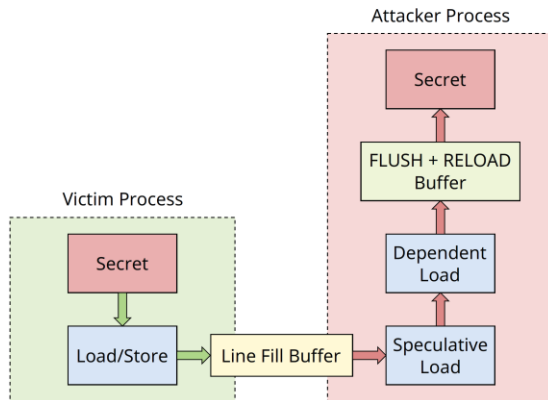 Attacker Process
Secret
FLUSH + RELOAD
Buffer
Victim Process
Secret
Dependent
Load
Load/Store
Line Fill Buffer
Speculative
Load